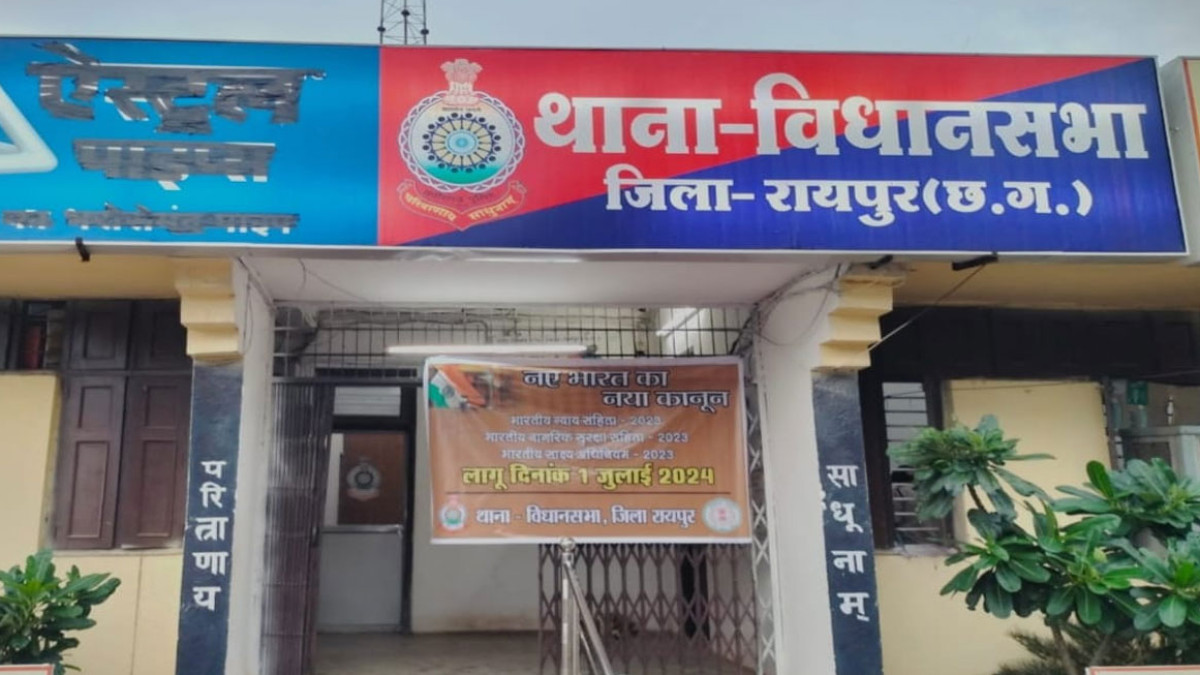 थाना-विधानसभा
जिला-रायपुर(छ.ग.)
परित्राणाय साधुनाम्
नए भारत का
नया कानून
भारतीय न्याय संहिता - 2023
भारतीय नागरिक सुरक्षा संहिता - 2023
भारतीय साक्ष्य अधिनियम - 2023
लागू दिनांक 1 जुलाई 2024
थाना - विधानसभा, जिला रायपुर
परित्राणाय
साधूनाम्